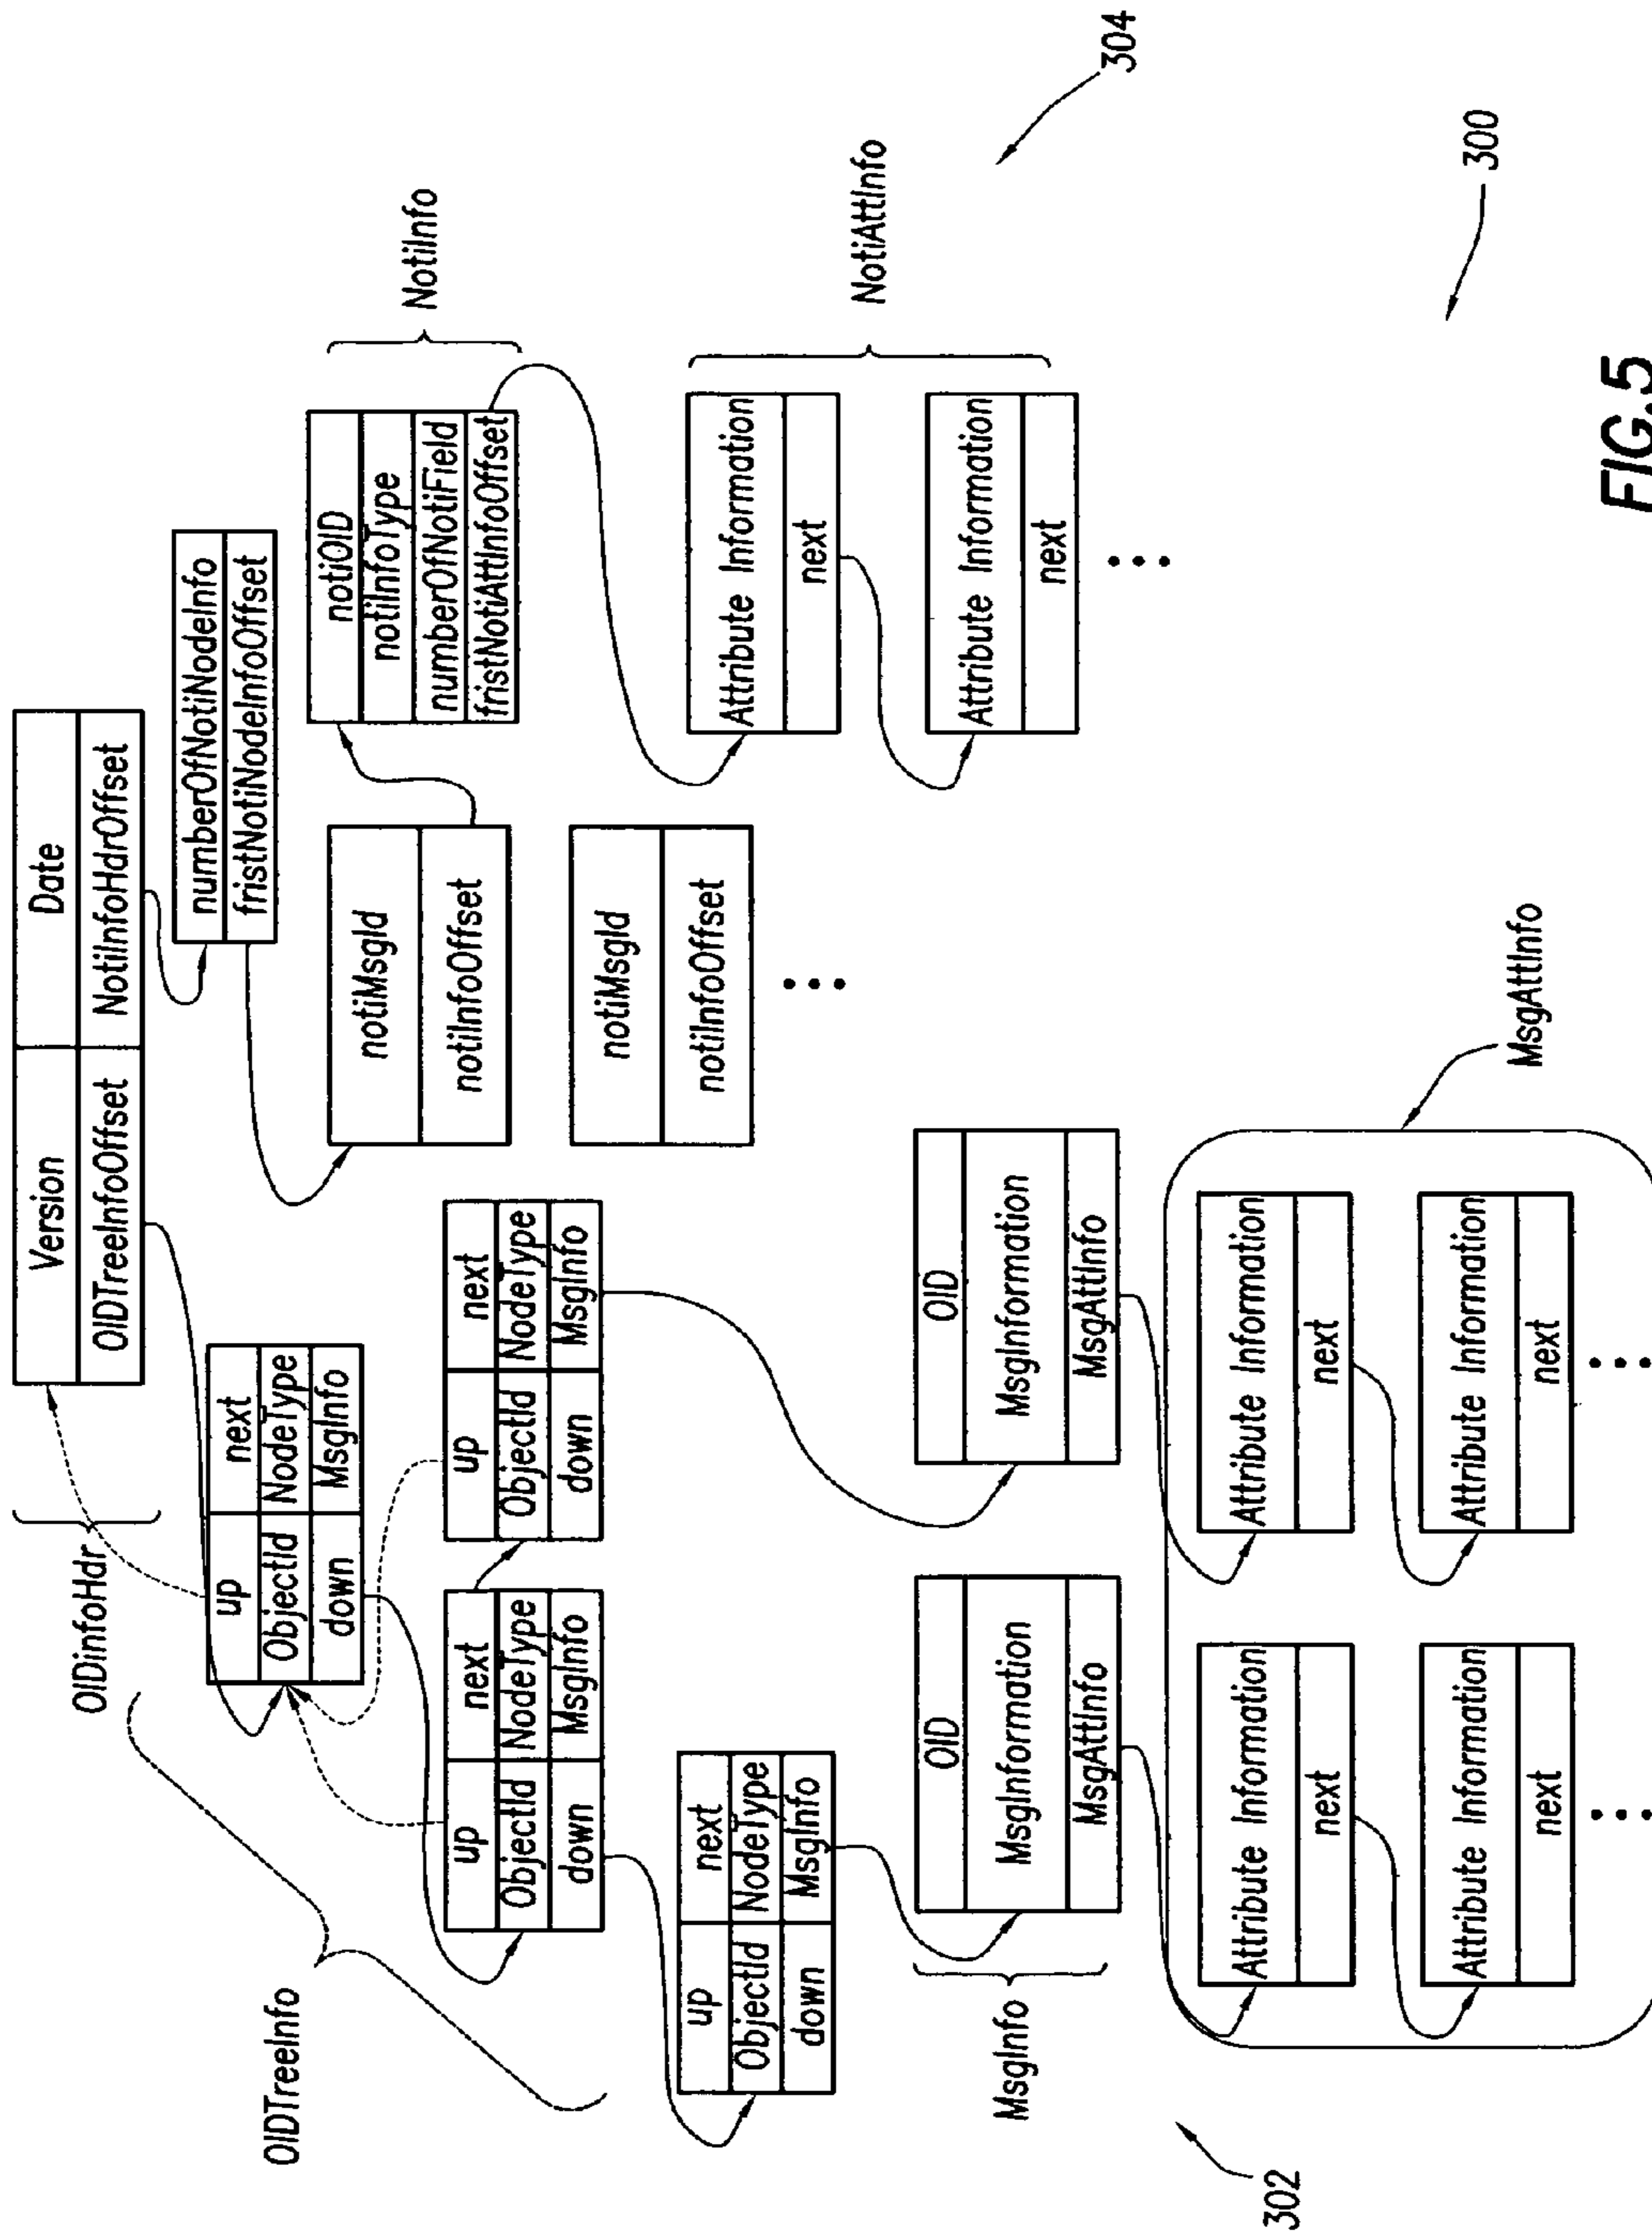 Version
Date
OIDTreeInfoOffset
NotiInfoHdrOffset
OIDinfoHdr
up
next
ObjectId
NodeType
down
MsgInfo
numberOfNotiNodeInfo
fristNotiNodeInfoOffset
OIDTreeInfo
up
next
ObjectId
NodeType
down
MsgInfo
up
next
ObjectId
NodeType
down
MsgInfo
notiMsgId
notiInfoOffset
notiOID
notiInfoType
numberOfNotiField
fristNotiAttInfoOffset
NotiInfo
up
next
ObjectId
NodeType
down
MsgInfo
notiMsgId
notiInfoOffset
Attribute Information
next
Attribute Information
next
NotiAttInfo
304
MsgInfo
OID
MsgInformation
MsgAttInfo
OID
MsgInformation
MsgAttInfo
302
Attribute Information
next
Attribute Information
next
Attribute Information
next
Attribute Information
next
MsgAttInfo
300
FIG.5